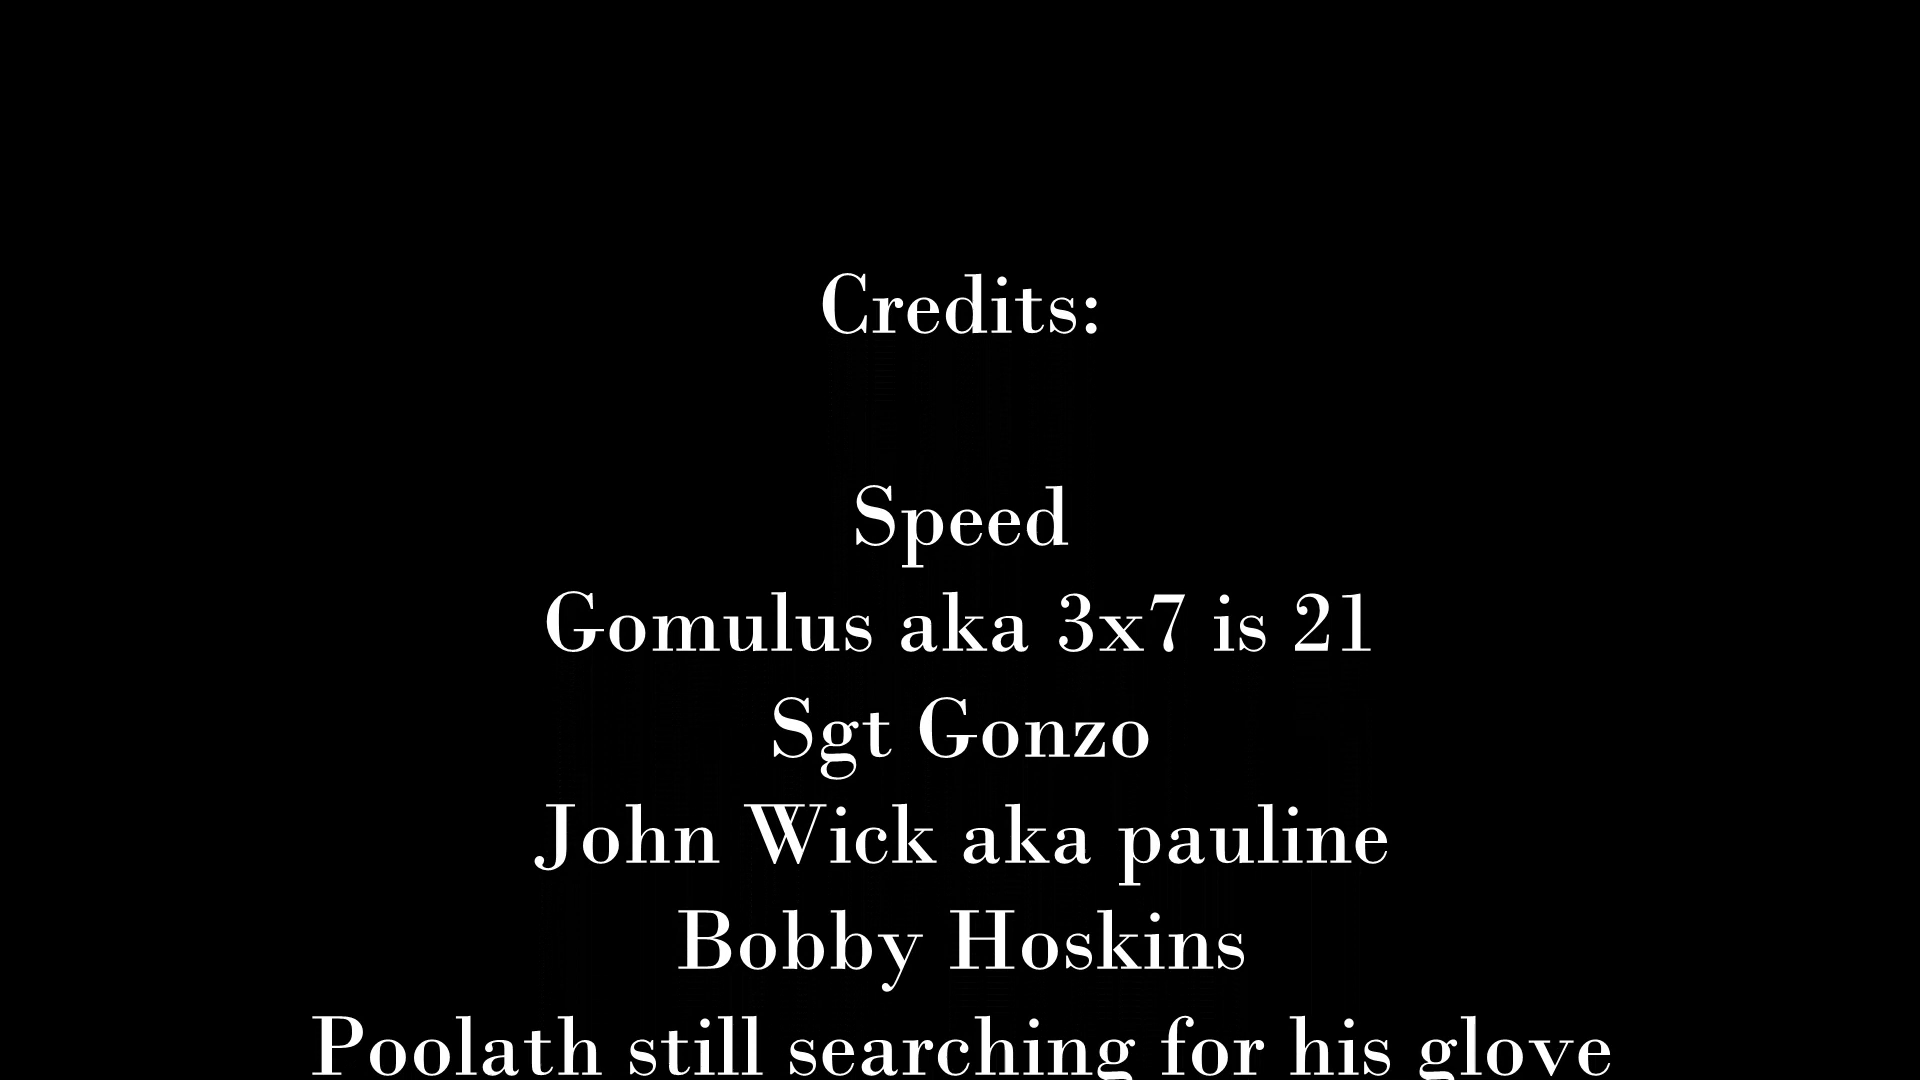 Credits:
Speed
Gomulus aka 3x7 is 21
Sgt Gonzo
John Wick aka pauline
Bobby Hoskins
Poolath still searching for his glove